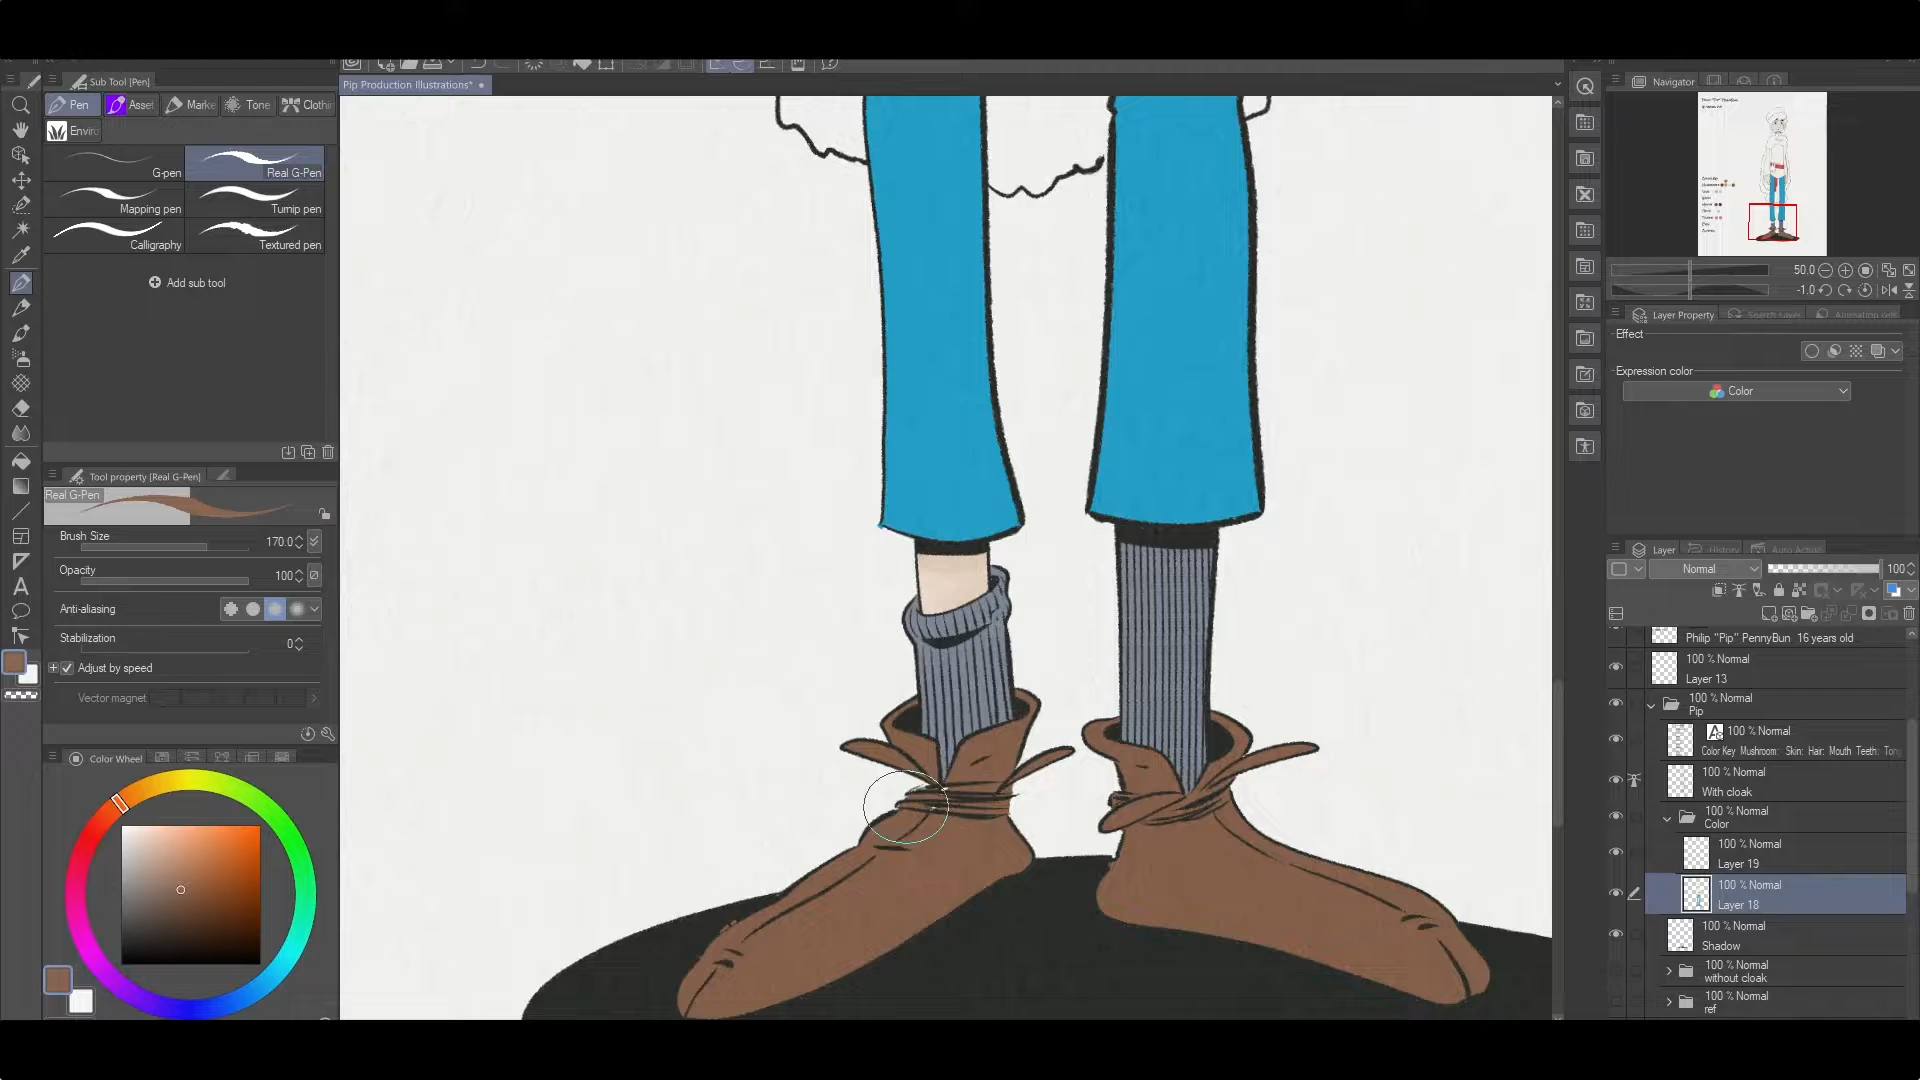 Sub Tool [Pen]
Pen
Asset
Marke
Tone
Clothin
Enviro
G-pen
Real G-Pen
Mapping pen
Turnip pen
Calligraphy
Textured pen
Add sub tool
Tool property [Real G-Pen]
Real G-Pen
Brush Size
170.0
Opacity
100
Anti-aliasing
Stabilization
0
Adjust by speed
Vector magnet
Color Wheel
Pip Production Illustrations*
Navigator
50.0
-1.0
Layer Property
Search Layer
Animation cels
Effect
Expression color
Color
Layer
History
Auto Action
Normal
100
Philip "Pip" PennyBun 16 years old
100 % Normal
Layer 13
100 % Normal
Pip
100 % Normal
Color Key Mushroom: Skin: Hair: Mouth Teeth: Tong
100 % Normal
With cloak
100 % Normal
Color
100 % Normal
Layer 19
100 % Normal
Layer 18
100 % Normal
Shadow
100 % Normal
without cloak
100 % Normal
ref